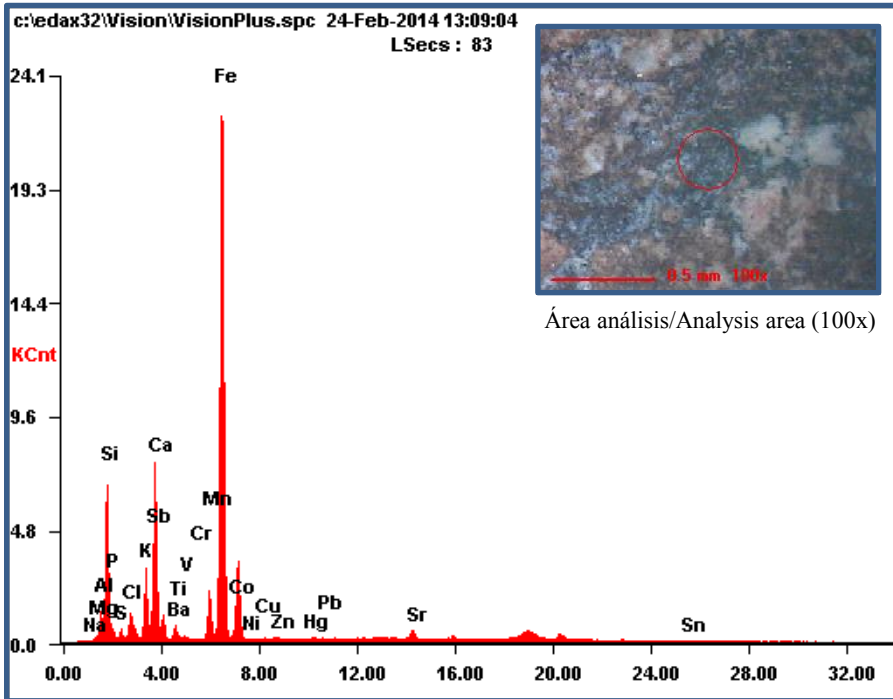 c:\edax32\Vision\VisionPlus.spc 24-Feb-2014 13:09:04
LSecs : 83
24.1
19.3
14.4
KCnt
9.6
4.8
0.0
Fe
Si
Ca
Sb
Mn
Cr
P
K
V
Al
Cl
Ti
Co
Mg
S
Ba
Cu
Pb
Na
Ni
Zn
Hg
Sr
Sn
0.00 4.00 8.00 12.00 16.00 20.00 24.00 28.00 32.00
0.5 mm 100x
Área análisis/Analysis area (100x)